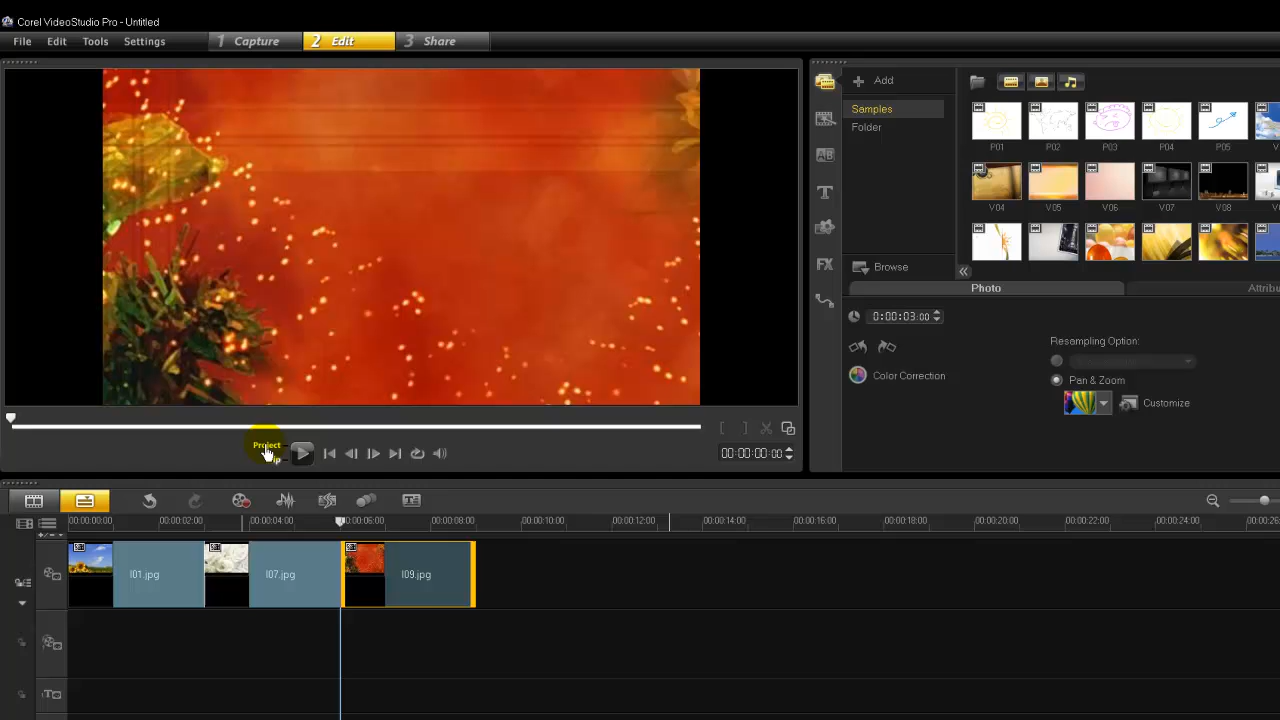 Corel VideoStudio Pro - Untitled
File Edit Tools Settings 1 Capture 2 Edit 3 Share
Add
Samples
Folder
P01 P02 P03 P04 P05
V04 V05 V06 V07 V08
Browse
Photo
0:00:03:00
Resampling Option:
Color Correction
Pan & Zoom
Customize
Project
00:00:00:00
00:00:00:00 00:00:02:00 00:00:04:00 00:00:06:00 00:00:08:00 00:00:10:00 00:00:12:00 00:00:14:00 00:00:16:00 00:00:18:00 00:00:20:00 00:00:22:00 00:00:24:00
I01.jpg I07.jpg I09.jpg